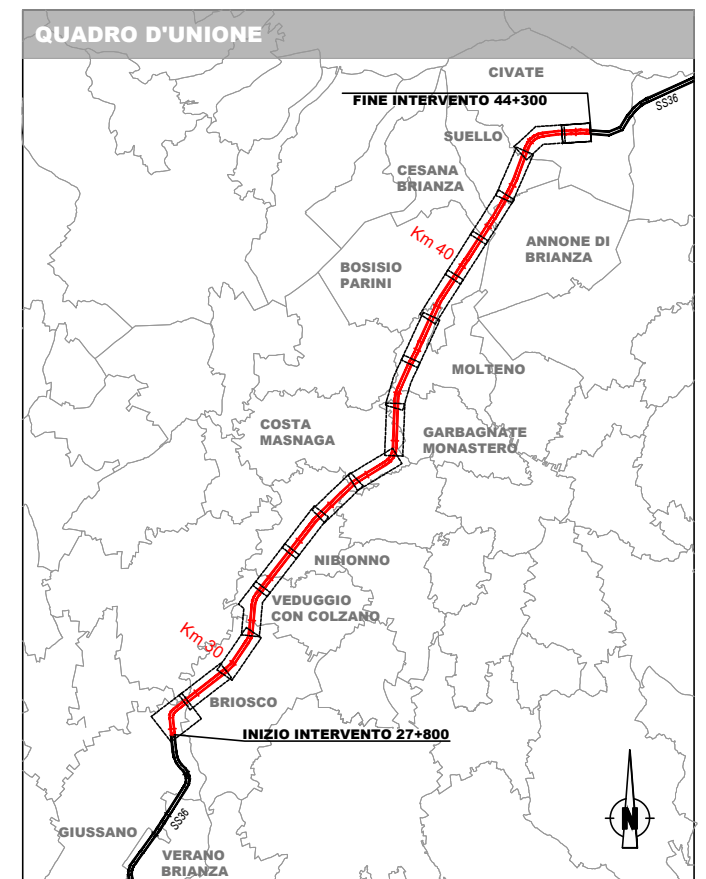 QUADRO D'UNIONE
CIVATE
FINE INTERVENTO 44+300
SS36
SUELLO
CESANA
BRIANZA
Km 40
ANNONE DI
BRIANZA
BOSISIO
PARINI
MOLTENO
COSTA
MASNAGA
GARBAGNATE
MONASTERO
NIBIONNO
VEDUGGIO
CON COLZANO
Km 30
BRIOSCO
INIZIO INTERVENTO 27+800
N
SS36
GIUSSANO
VERANO
BRIANZA